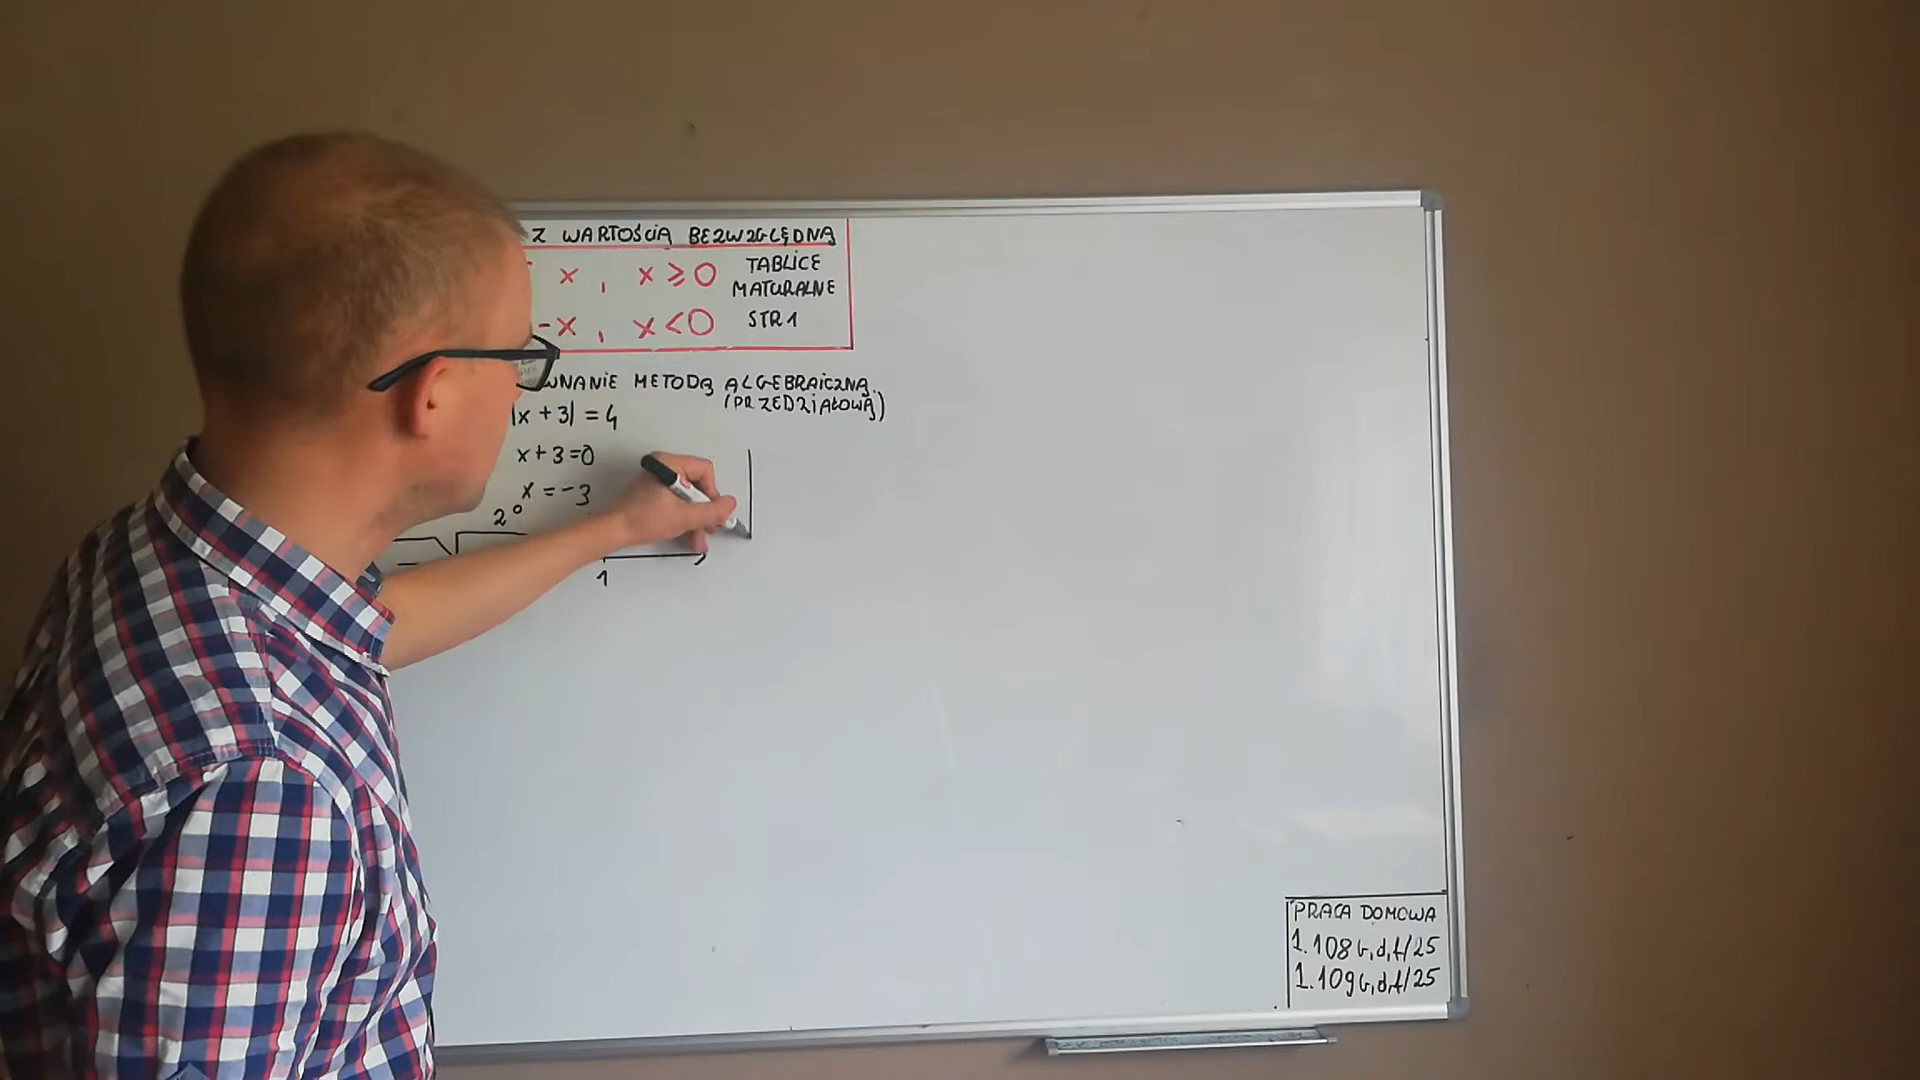 Z WARTOŚCIĄ BEZWZGLĘDNĄ
x, x≥0
TABLICE
MATURALNE
-x, x<0
STR 1
WNANIE METODĄ ALGEBRAICZNĄ.
(PRZEDZIAŁOWĄ)
|x + 3| = 4
x+3=0
x = -3
2°
1
PRACA DOMOWA
1.108 b,d,f/25
1.109 b,d,f/25